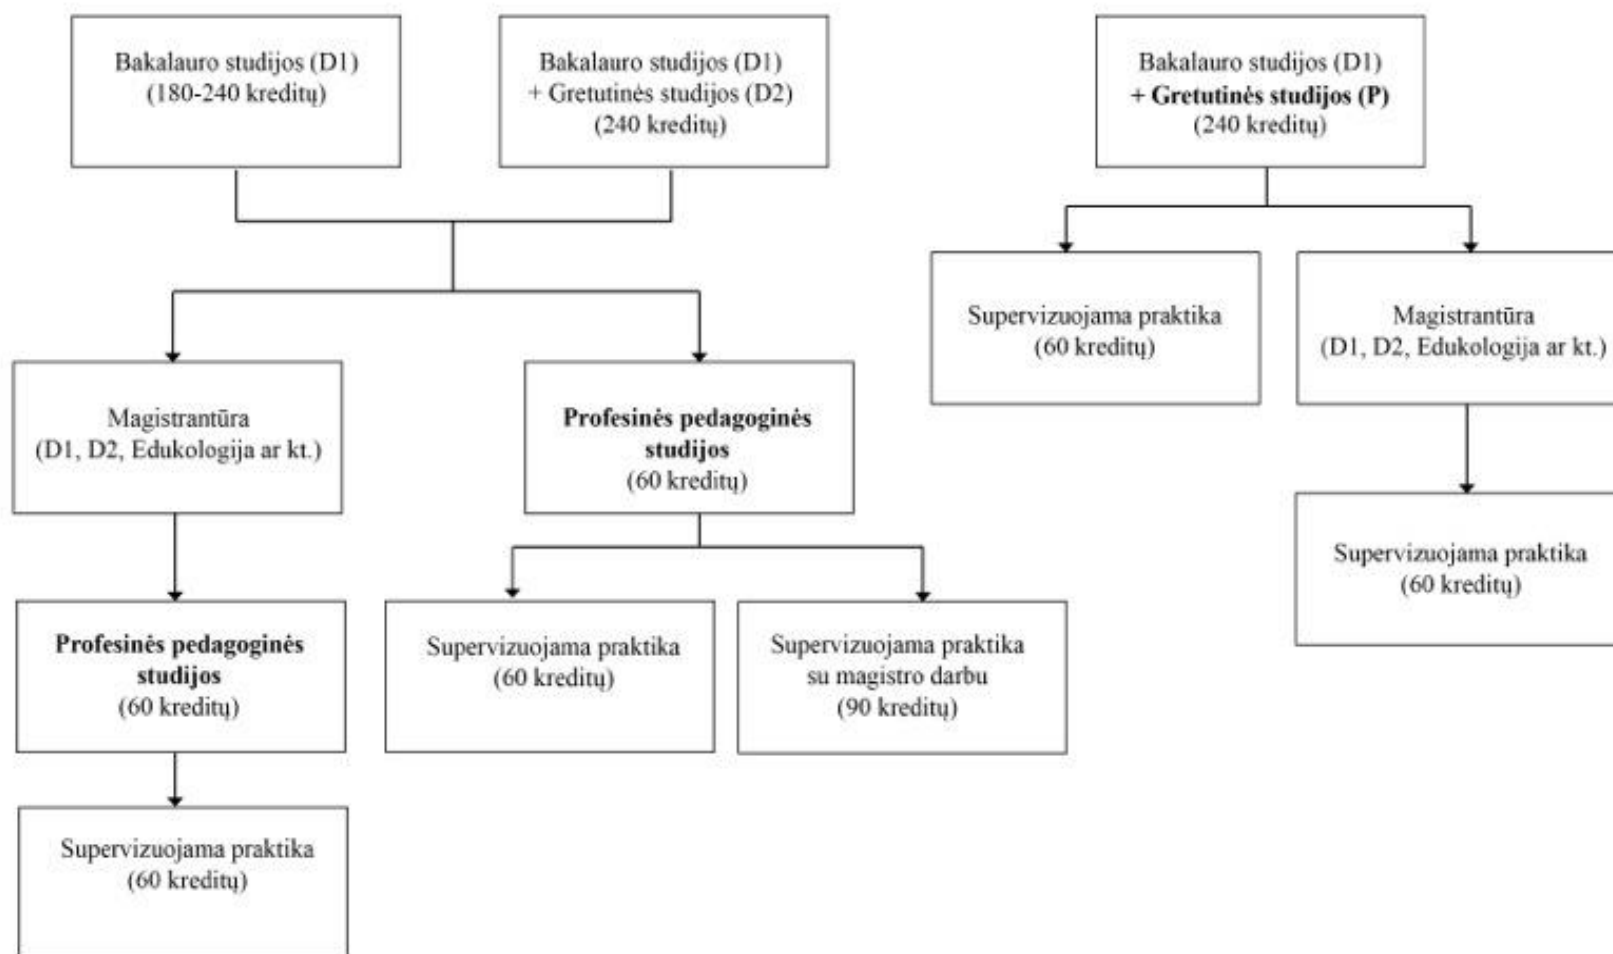 Bakalauro studijos (D1)
(180-240 kreditų)
Bakalauro studijos (D1)
+ Gretutinės studijos (D2)
(240 kreditų)
Bakalauro studijos (D1)
+ Gretutinės studijos (P)
(240 kreditų)
Supervizuojama praktika
(60 kreditų)
Magistrantūra
(D1, D2, Edukologija ar kt.)
Magistrantūra
(D1, D2, Edukologija ar kt.)
Profesinės pedagoginės
studijos
(60 kreditų)
Supervizuojama praktika
(60 kreditų)
Profesinės pedagoginės
studijos
(60 kreditų)
Supervizuojama praktika
(60 kreditų)
Supervizuojama praktika
su magistro darbu
(90 kreditų)
Supervizuojama praktika
(60 kreditų)